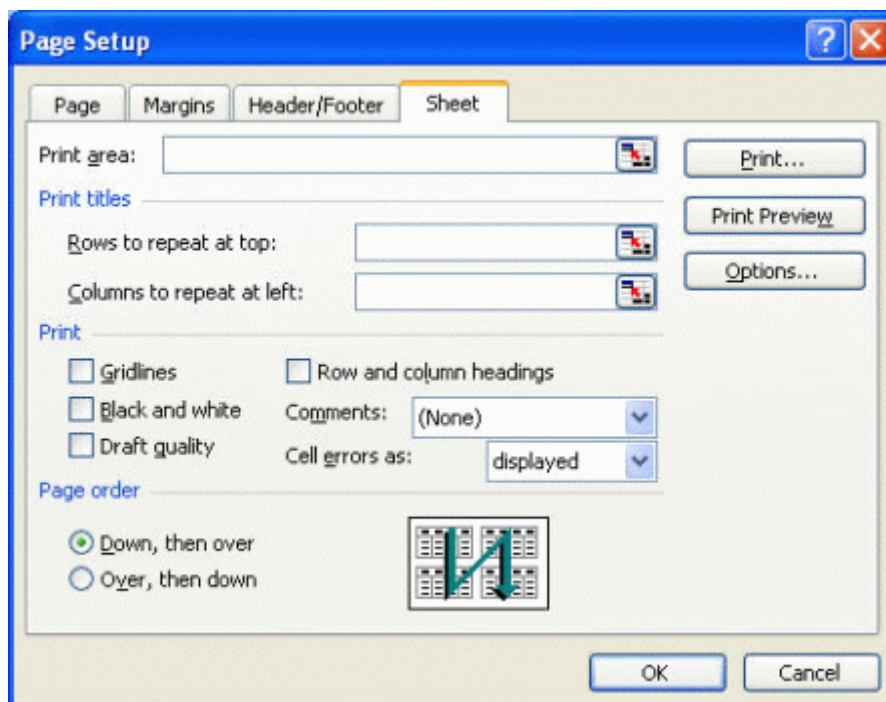 Page Setup
Page Margins Header/Footer Sheet
Print area:
Print...
Print titles
Print Preview
Rows to repeat at top:
Options...
Columns to repeat at left:
Print
Gridlines Row and column headings
Black and white Comments: (None)
Draft quality Cell errors as: displayed
Page order
Down, then over
Over, then down
OK Cancel